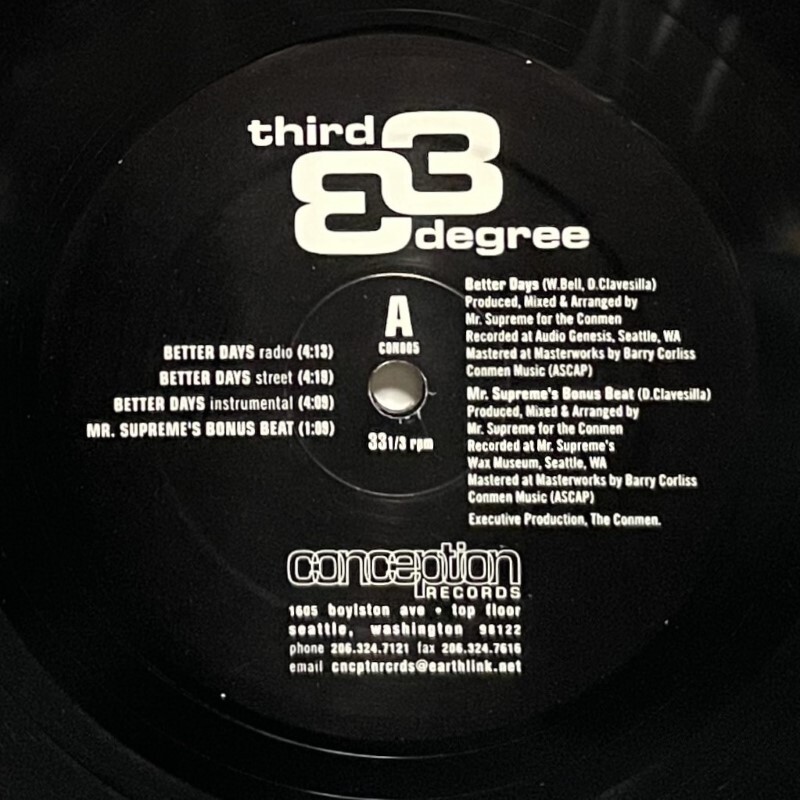 third 3
3 degree
A
CON005
BETTER DAYS radio (4:13)
BETTER DAYS street (4:10)
BETTER DAYS instrumental (4:09)
MR. SUPREME'S BONUS BEAT (1:09)
33 1/3 rpm
Better Days (W.Bell, D.Clavesilla)
Produced, Mixed & Arranged by
Mr. Supreme for the Conmen
Recorded at Audio Genesis, Seattle, WA
Mastered at Masterworks by Barry Corliss
Conmen Music (ASCAP)
Mr. Supreme's Bonus Beat (D.Clavesilla)
Produced, Mixed & Arranged by
Mr. Supreme for the Conmen
Recorded at Mr. Supreme's
Wax Museum, Seattle, WA
Mastered at Masterworks by Barry Corliss
Conmen Music (ASCAP)
Executive Production, The Conmen.
conception
RECORDS
1605 boylston ave • top floor
seattle, washington 98122
phone 206.324.7121 fax 206.324.7616
email cncptnrcrds@earthlink.net